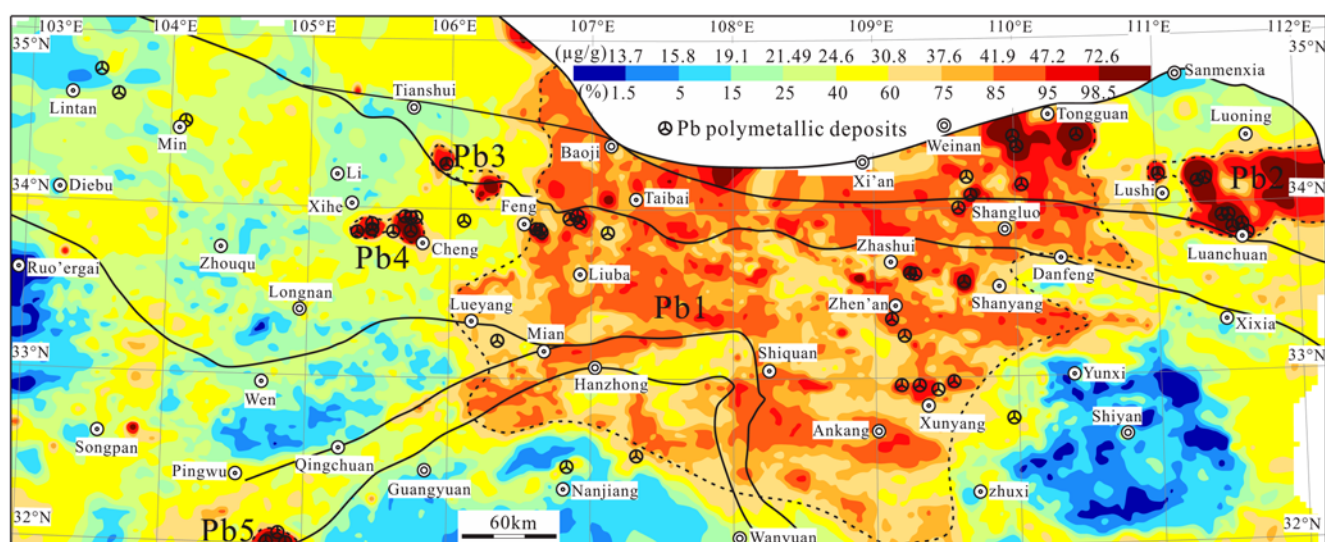 103°E 104°E 105°E 106°E 107°E 108°E 109°E 110°E 111°E 112°E
35°N 35°N
(μg/g) 13.7 15.8 19.1 21.49 24.6 30.8 37.6 41.9 47.2 72.6
(%) 1.5 5 15 25 40 60 75 85 95 98.5
Pb polymetallic deposits
Sanmenxia
Lintan
Tianshui
Tongguan
Luoning
Min
Weinan
Baoji
Pb3
Xi'an
Li
34°N
Diebu
Lushi
Pb2
34°N
Xihe
Taibai
Feng
Shangluo
Pb4
Cheng
Zhouqu
Zhashui
Luanchuan
Ruo'ergai
Liuba
Danfeng
Longnan
Pb1
Shanyang
Lueyang
Zhen'an
Xixia
Mian
33°N
Shiquan
33°N
Hanzhong
Yunxi
Wen
Xunyang
Shiyan
Songpan
Ankang
Qingchuan
Pingwu
Guangyuan
Nanjiang
zhuxi
32°N
Pb5
60km
Wanyuan
32°N